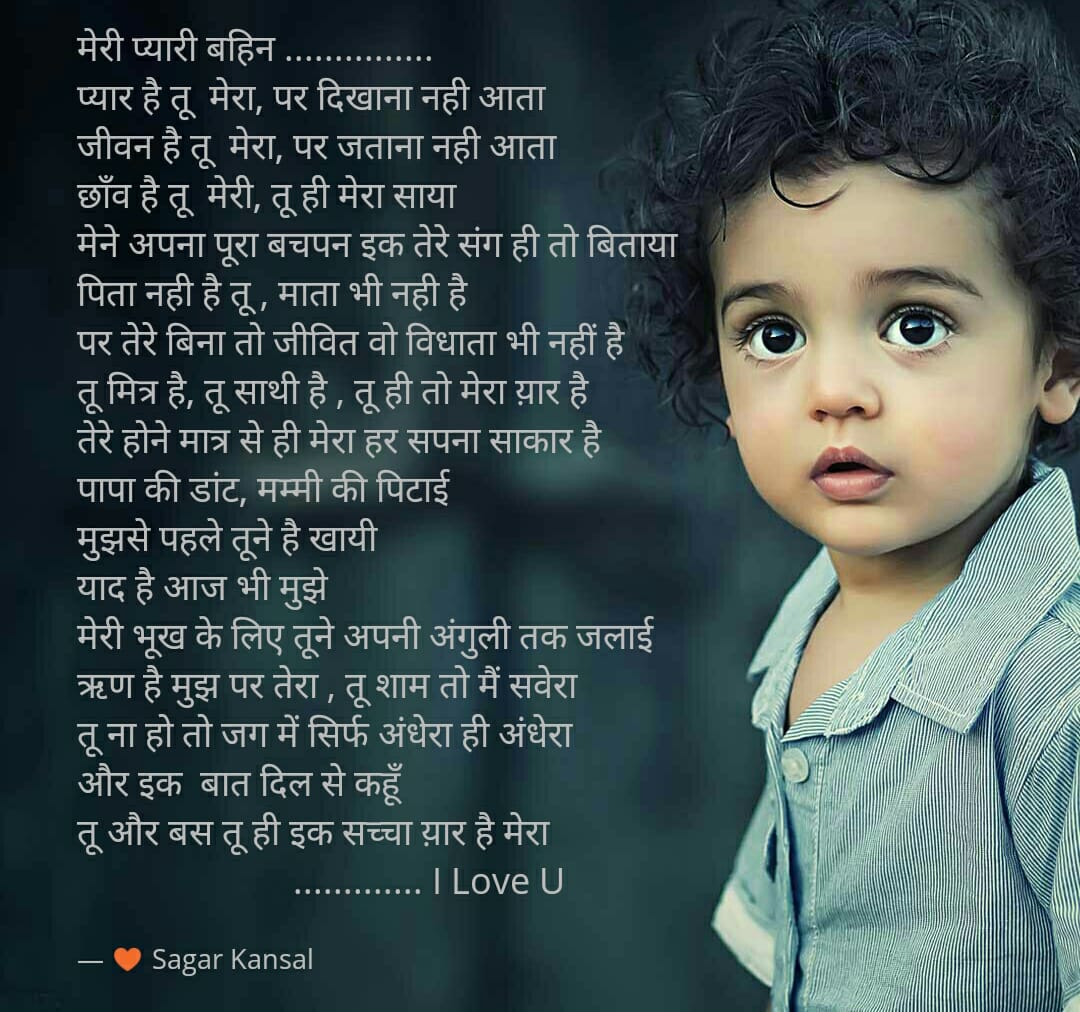 मेरी प्यारी बहिन ...............
प्यार है तू  मेरा, पर दिखाना नही आता
जीवन है तू  मेरा, पर जताना नही आता
छाँव है तू  मेरी, तू ही मेरा साया
मेने अपना पूरा बचपन इक तेरे संग ही तो बिताया
पिता नही है तू , माता भी नही है
पर तेरे बिना तो जीवित वो विधाता भी नहीं है
तू मित्र है, तू साथी है , तू ही तो मेरा य़ार है
तेरे होने मात्र से ही मेरा हर सपना साकार है
पापा की डांट, मम्मी की पिटाई
मुझसे पहले तूने है खायी
याद है आज भी मुझे
मेरी भूख के लिए तूने अपनी अंगुली तक जलाई
ऋण है मुझ पर तेरा , तू शाम तो मैं सवेरा
तू ना हो तो जग में सिर्फ अंधेरा ही अंधेरा
और इक  बात दिल से कहूँ
तू और बस तू ही इक सच्चा य़ार है मेरा
............. I Love U
— 🧡 Sagar Kansal